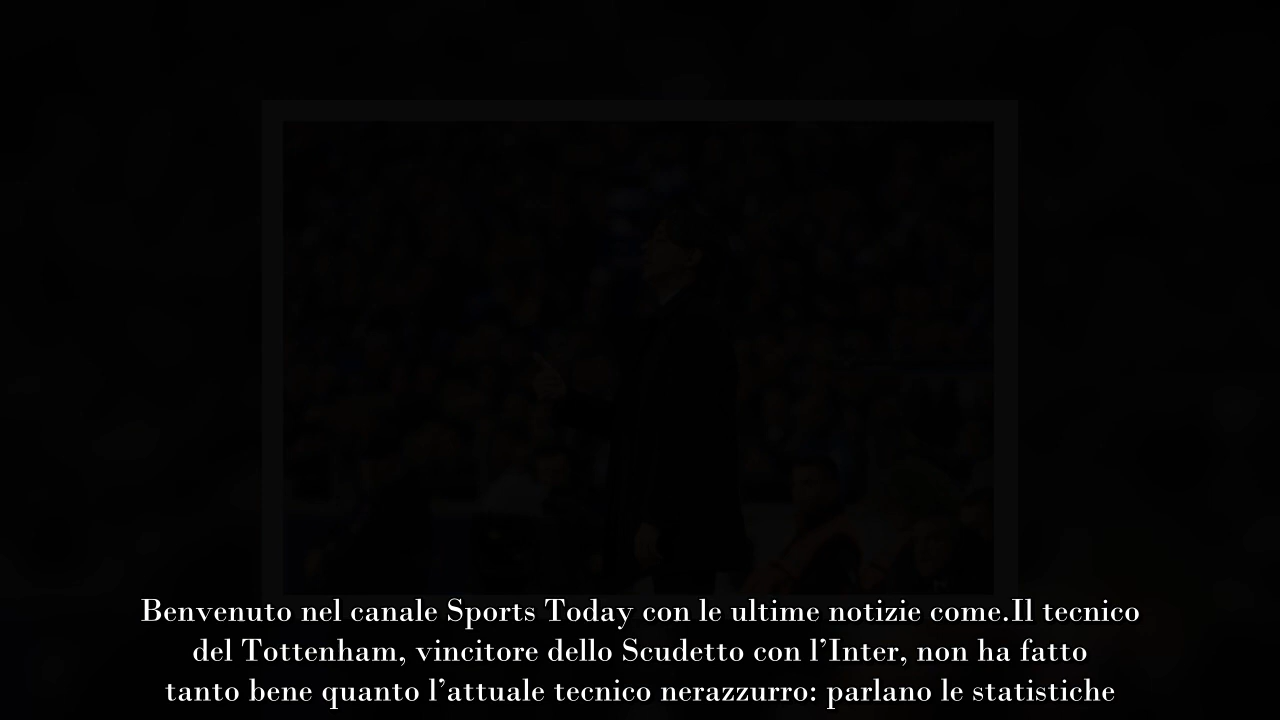 Benvenuto nel canale Sports Today con le ultime notizie come.Il tecnico
del Tottenham, vincitore dello Scudetto con l’Inter, non ha fatto
tanto bene quanto l’attuale tecnico nerazzurro: parlano le statistiche